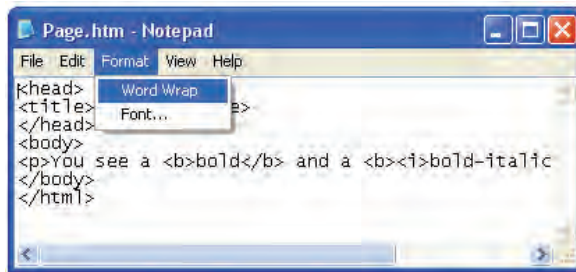 Page.htm - Notepad
File Edit Format View Help
<head>
Word Wrap
<title> e>
Font...
</head>
<body>
<p>You see a <b>bold</b> and a <b><i>bold-italic
</body>
</html>